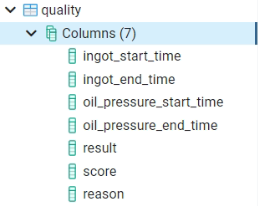 quality
Columns (7)
ingot_start_time
ingot_end_time
oil_pressure_start_time
oil_pressure_end_time
result
score
reason